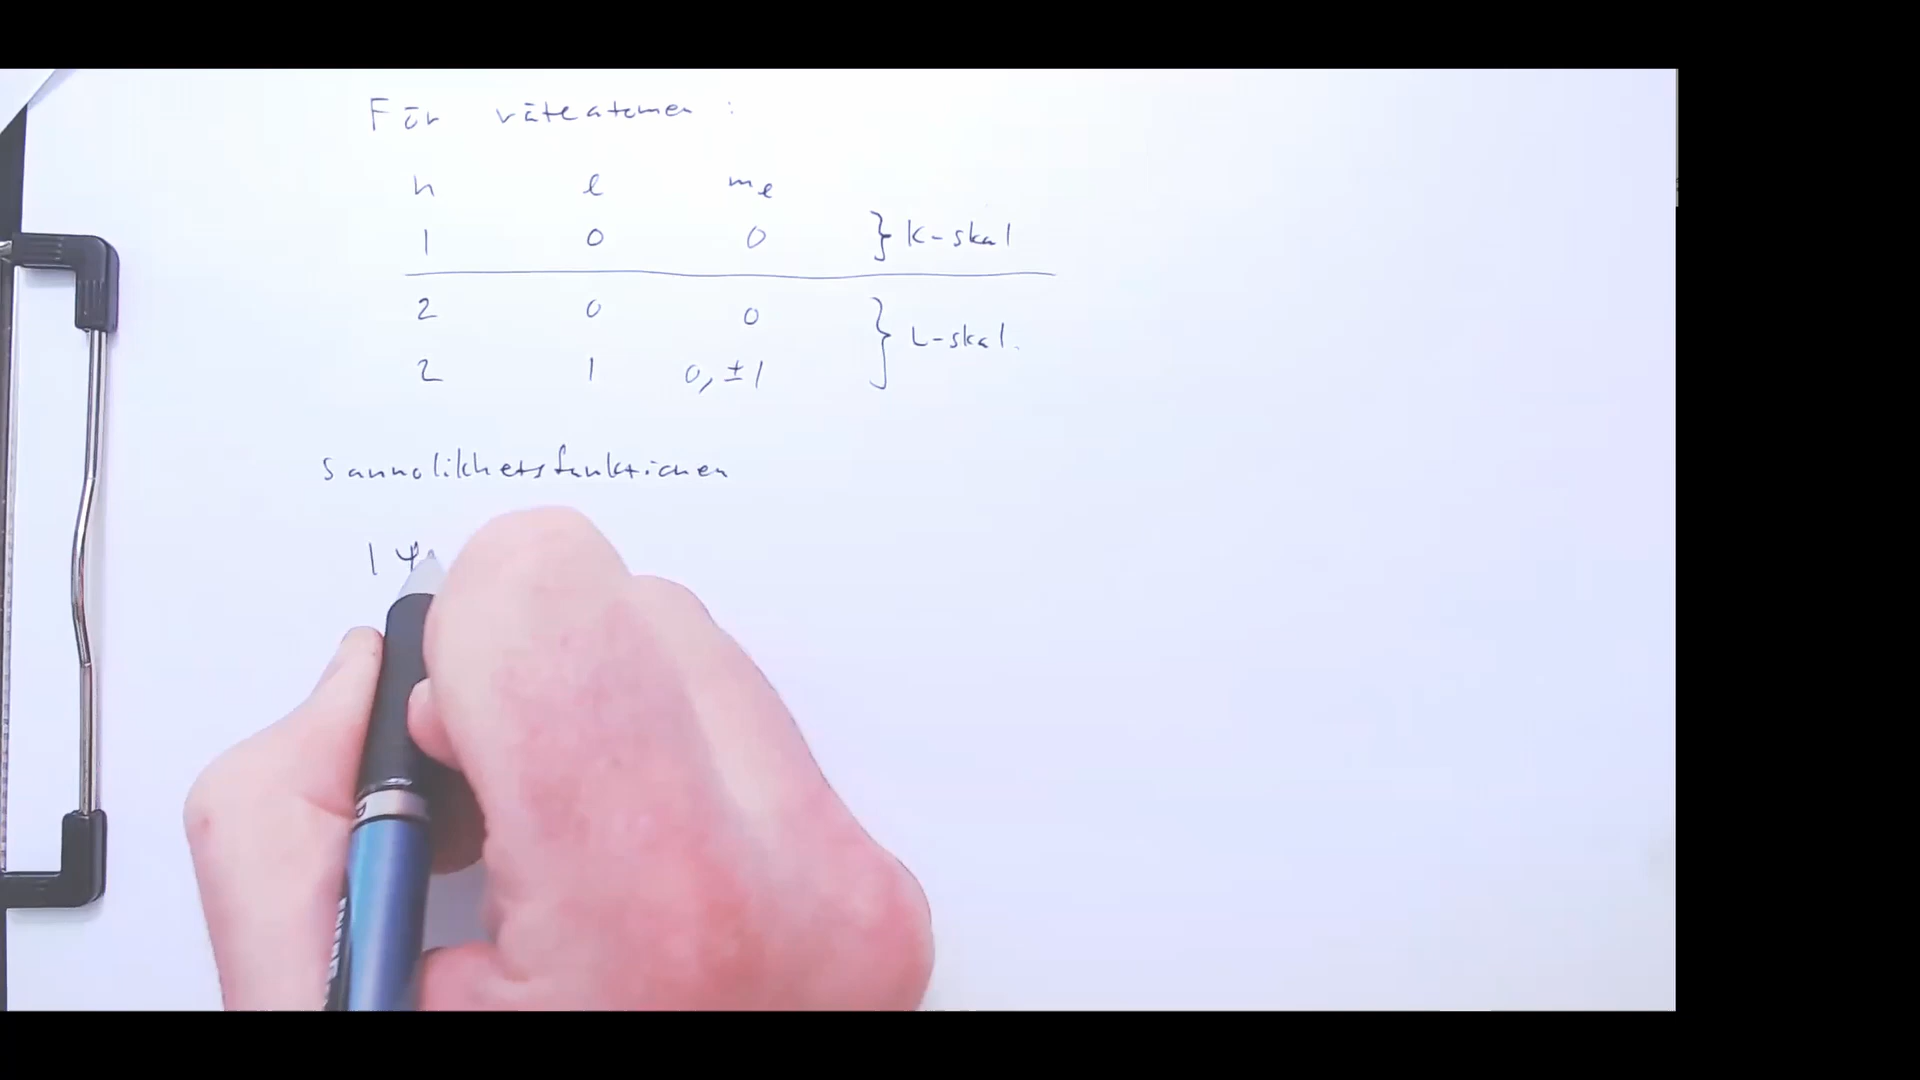 För väteatomen :
n l ml
1 0 0 } K-skal
2 0 0
} L-skal.
2 1 0, ±1
Sannolikhetsfunktionen
| ψ